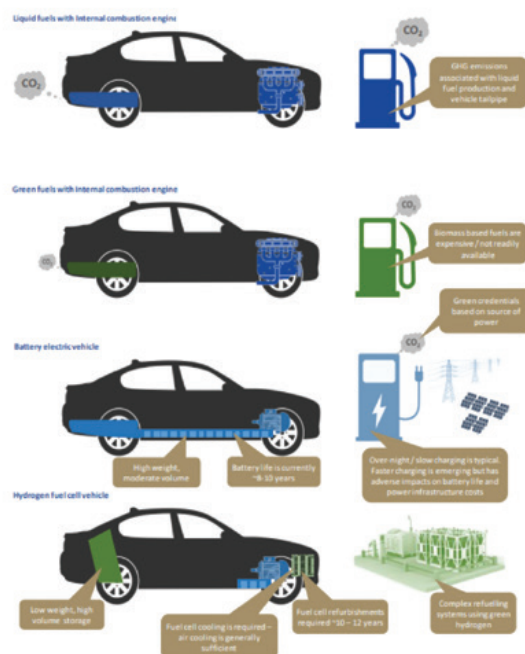 Liquid fuels with Internal combustion engine
CO₂
CO₂
GHG emissions
associated with liquid
fuel production and
vehicle tailpipe
Green fuels with Internal combustion engine
CO₂
CO₂
Biomass based fuels are
expensive / not readily
available
Battery electric vehicle
Green credentials
based on source of
power
CO₂
High weight,
moderate volume
Battery life is currently
~8-10 years
Over-night / slow charging is typical.
Faster charging is emerging but has
adverse impacts on battery life and
power infrastructure costs
Hydrogen fuel cell vehicle
Low weight, high
volume storage
Fuel cell cooling is required –
air cooling is generally
sufficient
Fuel cell refurbishments
required ~10 – 12 years
Complex refuelling
systems using green
hydrogen